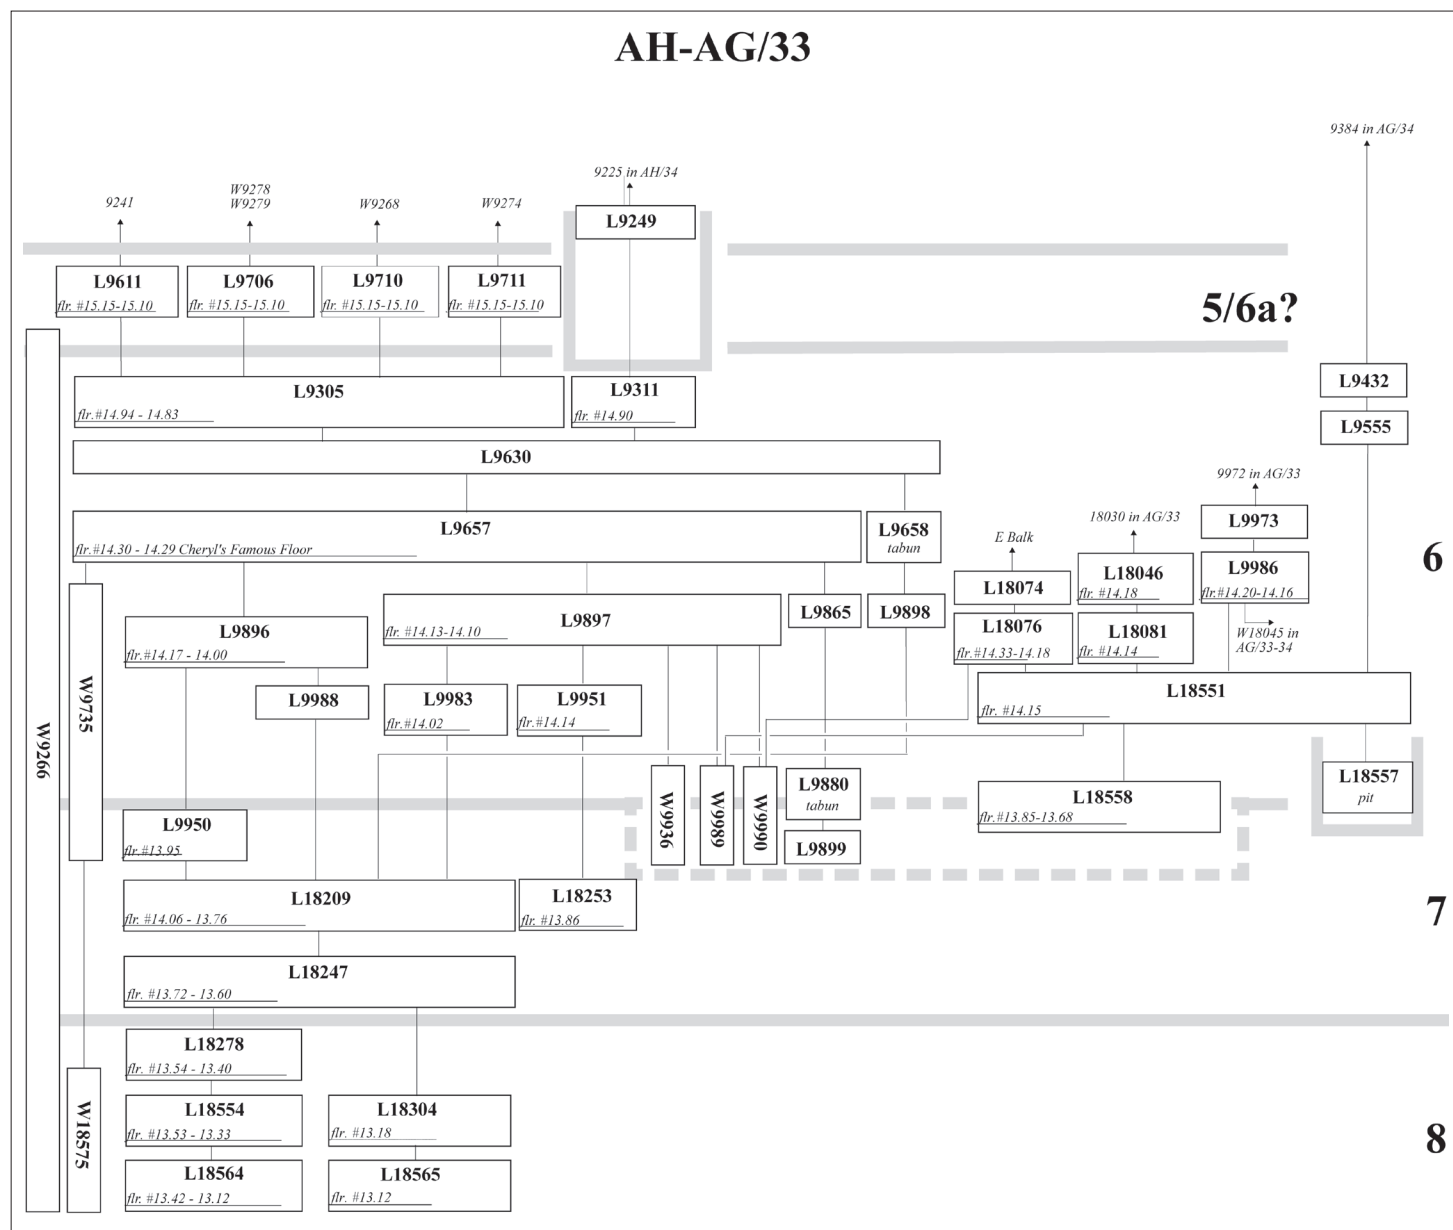 AH-AG/33
9384 in AG/34
9225 in AH/34
9241
W9278
W9279
W9268
W9274
L9249
L9611
flr. #15.15-15.10
L9706
flr. #15.15-15.10
L9710
flr. #15.15-15.10
L9711
flr. #15.15-15.10
5/6a?
L9305
flr.#14.94 - 14.83
L9311
flr. #14.90
L9432
L9555
L9630
9972 in AG/33
L9657
flr.#14.30 - 14.29 Cheryl's Famous Floor
L9658
tabun
E Balk
18030 in AG/33
L9973
6
L18074
L18046
flr. #14.18
L9986
flr.#14.20-14.16
L9896
flr. #14.17 - 14.00
L9897
flr. #14.13-14.10
L9865
L9898
L18076
flr.#14.33-14.18
L18081
flr. #14.14
W18045 in
AG/33-34
W9266
W9735
L9988
L9983
flr. #14.02
L9951
flr. #14.14
L18551
flr. #14.15
W9936
W9989
W9990
L9880
tabun
L18558
flr.#13.85-13.68
L18557
pit
L9950
flr. #13.95
L9899
L18209
flr. #14.06 - 13.76
L18253
flr. #13.86
7
L18247
flr. #13.72 - 13.60
L18278
flr. #13.54 - 13.40
W18575
L18554
flr. #13.53 - 13.33
L18304
flr. #13.18
8
L18564
flr. #13.42 - 13.12
L18565
flr. #13.12